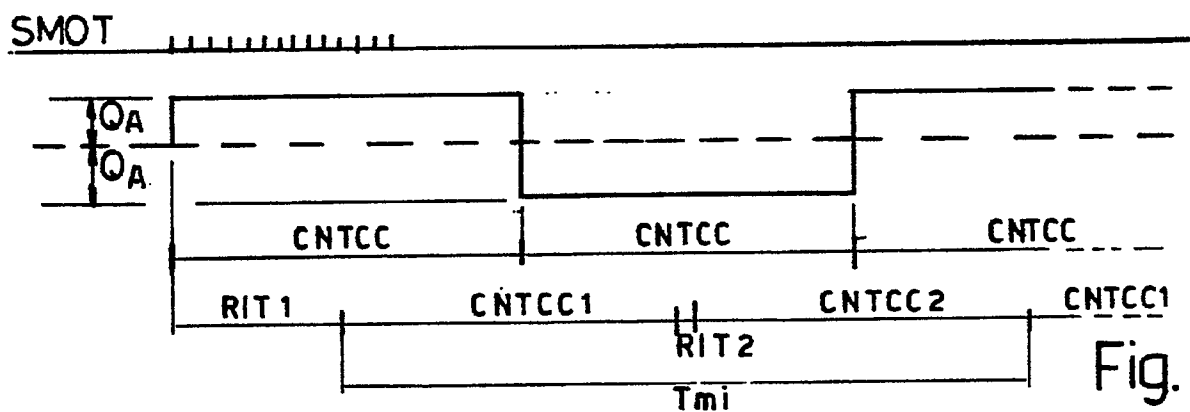 SMOT
QA
QA
CNTCC CNTCC CNTCC
RIT1 CNTCC1 CNTCC2 CNTCC1
RIT2
Tmi
Fig.